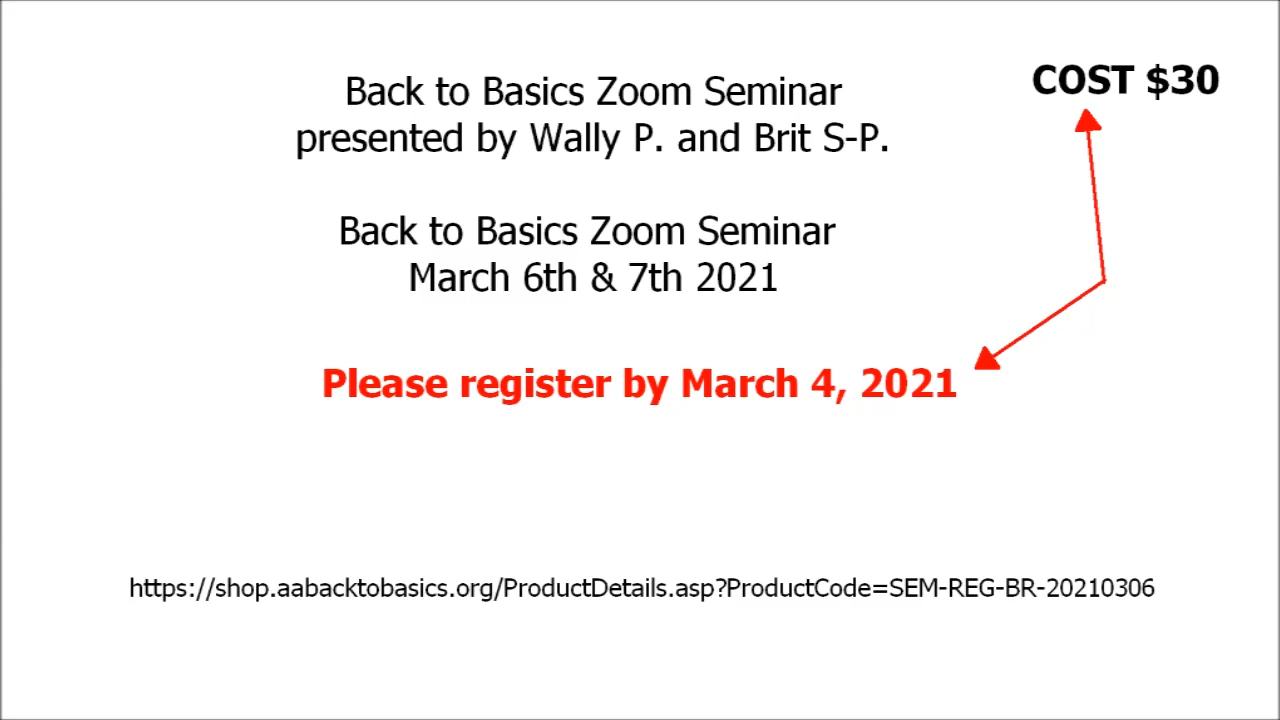 Back to Basics Zoom Seminar
presented by Wally P. and Brit S-P.
COST $30
Back to Basics Zoom Seminar
March 6th & 7th 2021
Please register by March 4, 2021
https://shop.aabacktobasics.org/ProductDetails.asp?ProductCode=SEM-REG-BR-20210306